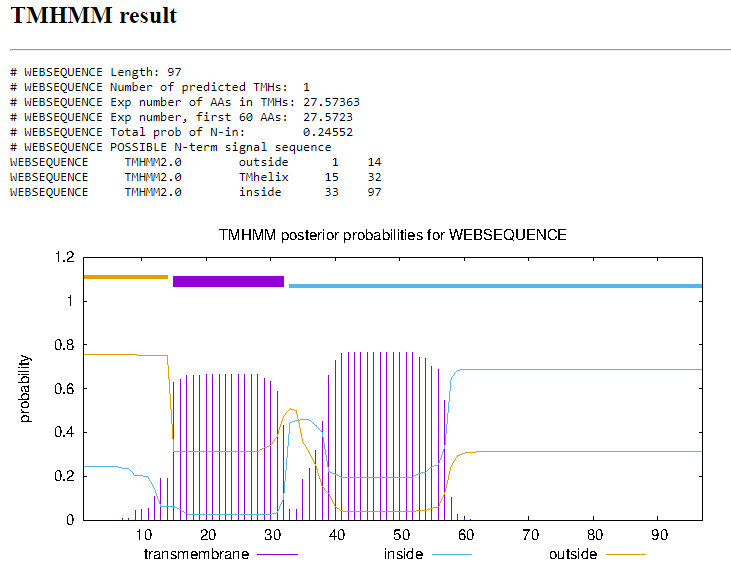 TMHMM result
# WEBSEQUENCE Length: 97
# WEBSEQUENCE Number of predicted TMHs:  1
# WEBSEQUENCE Exp number of AAs in TMHs: 27.57363
# WEBSEQUENCE Exp number, first 60 AAs:  27.5723
# WEBSEQUENCE Total prob of N-in:        0.24552
# WEBSEQUENCE POSSIBLE N-term signal sequence
WEBSEQUENCE TMHMM2.0 outside 1 14
WEBSEQUENCE TMHMM2.0 TMhelix 15 32
WEBSEQUENCE TMHMM2.0 inside 33 97
TMHMM posterior probabilities for WEBSEQUENCE
1.2
1
0.8
0.6
0.4
0.2
0
probability
10 20 30 40 50 60 70 80 90
transmembrane inside outside